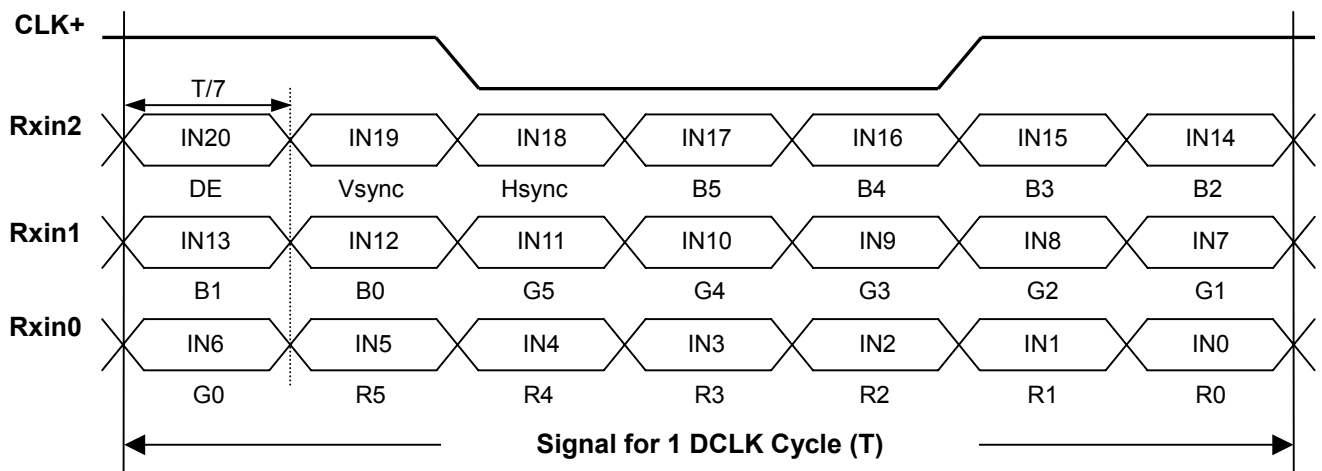 CLK+
T/7
Rxin2 IN20 IN19 IN18 IN17 IN16 IN15 IN14
DE Vsync Hsync B5 B4 B3 B2
Rxin1 IN13 IN12 IN11 IN10 IN9 IN8 IN7
B1 B0 G5 G4 G3 G2 G1
Rxin0 IN6 IN5 IN4 IN3 IN2 IN1 IN0
G0 R5 R4 R3 R2 R1 R0
Signal for 1 DCLK Cycle (T)